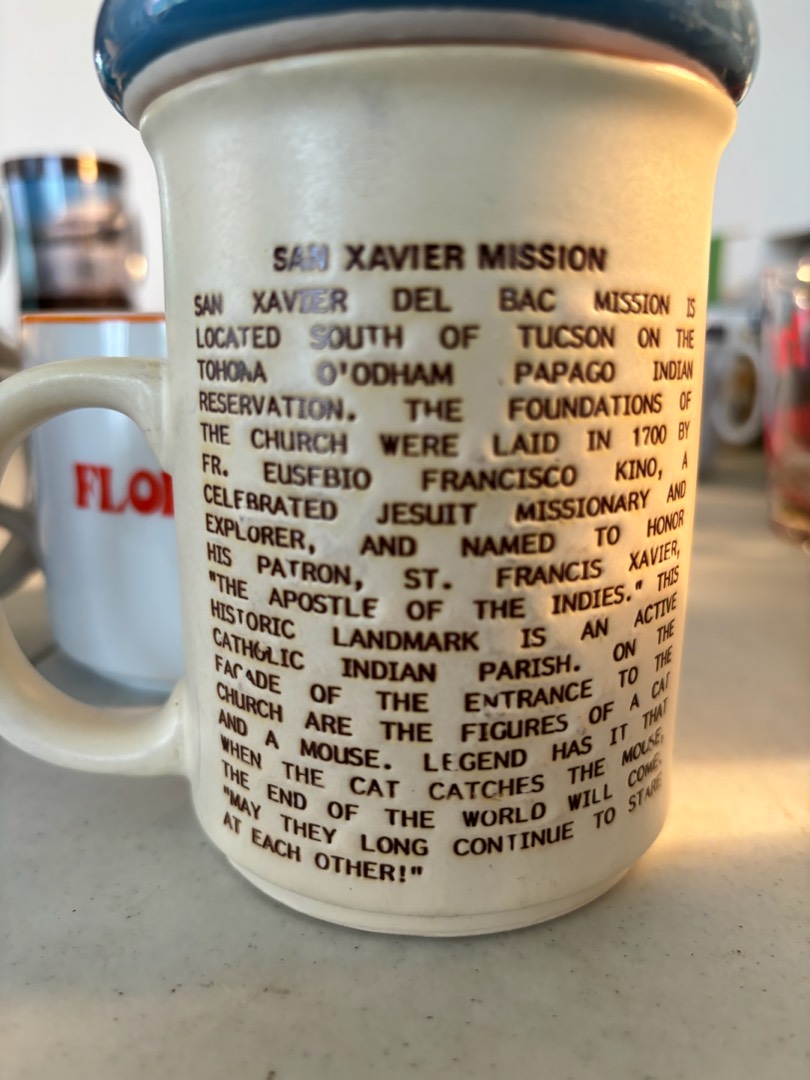 SAN XAVIER MISSION
SAN XAVIER DEL BAC MISSION IS
LOCATED SOUTH OF TUCSON ON THE
TOHONA O'ODHAM PAPAGO INDIAN
RESERVATION. THE FOUNDATIONS OF
THE CHURCH WERE LAID IN 1700 BY
FR. EUSEBIO FRANCISCO KINO, A
CELEBRATED JESUIT MISSIONARY AND
EXPLORER, AND NAMED TO HONOR
HIS PATRON, ST. FRANCIS XAVIER,
"THE APOSTLE OF THE INDIES." THIS
HISTORIC LANDMARK IS AN ACTIVE
CATHOLIC INDIAN PARISH. ON THE
FACADE OF THE ENTRANCE TO THE
CHURCH ARE THE FIGURES OF A CAT
AND A MOUSE. LEGEND HAS IT THAT
WHEN THE CAT CATCHES THE MOUSE,
THE END OF THE WORLD WILL COME.
"MAY THEY LONG CONTINUE TO STARE
AT EACH OTHER!"